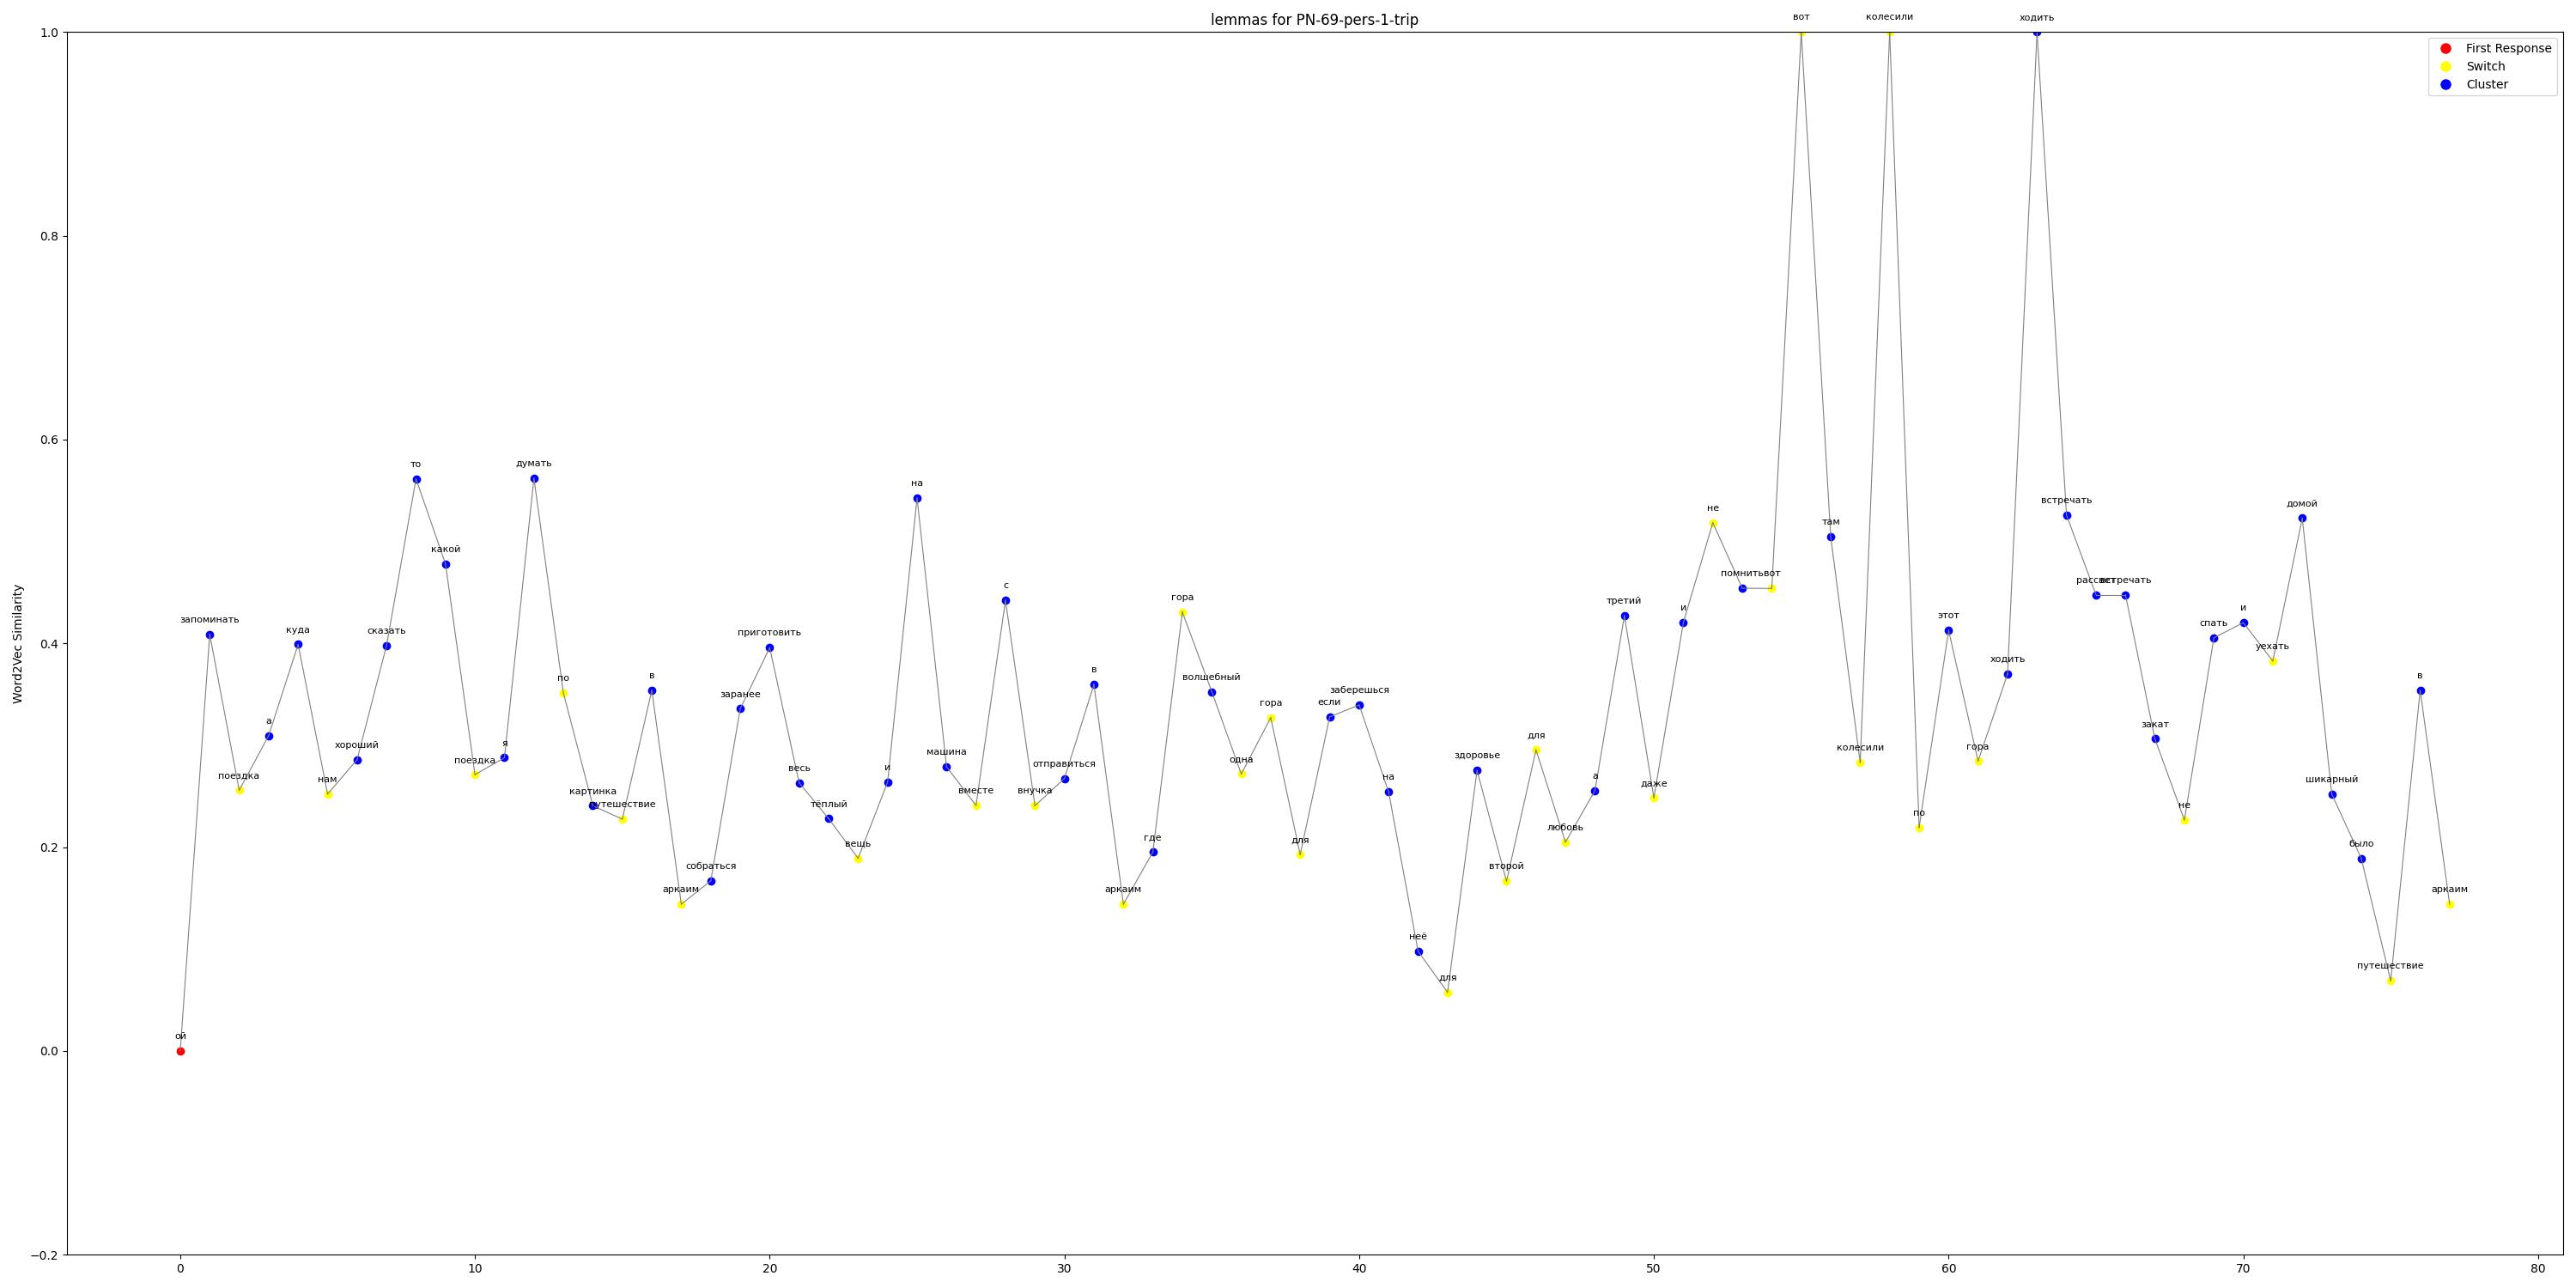 lemmas for PN-69-pers-1-trip
Word2Vec Similarity
1.0
0.8
0.6
0.4
0.2
0.0
−0.2
0 10 20 30 40 50 60 70 80
First Response
Switch
Cluster
ой
запоминать
поездка
а
куда
нам
хороший
сказать
то
какой
поездка
я
думать
по
картинка
путешествие
в
аркаим
собраться
заранее
приготовить
весь
тёплый
вещь
и
на
машина
вместе
с
внучка
отправиться
в
аркаим
где
гора
волшебный
одна
гора
для
если
заберешься
на
неё
для
здоровье
второй
для
любовь
а
третий
даже
и
не
помнить
вот
вот
там
колесили
колесили
по
этот
гора
ходить
ходить
встречать
рассвет
встречать
закат
не
спать
и
уехать
домой
шикарный
было
путешествие
в
аркаим